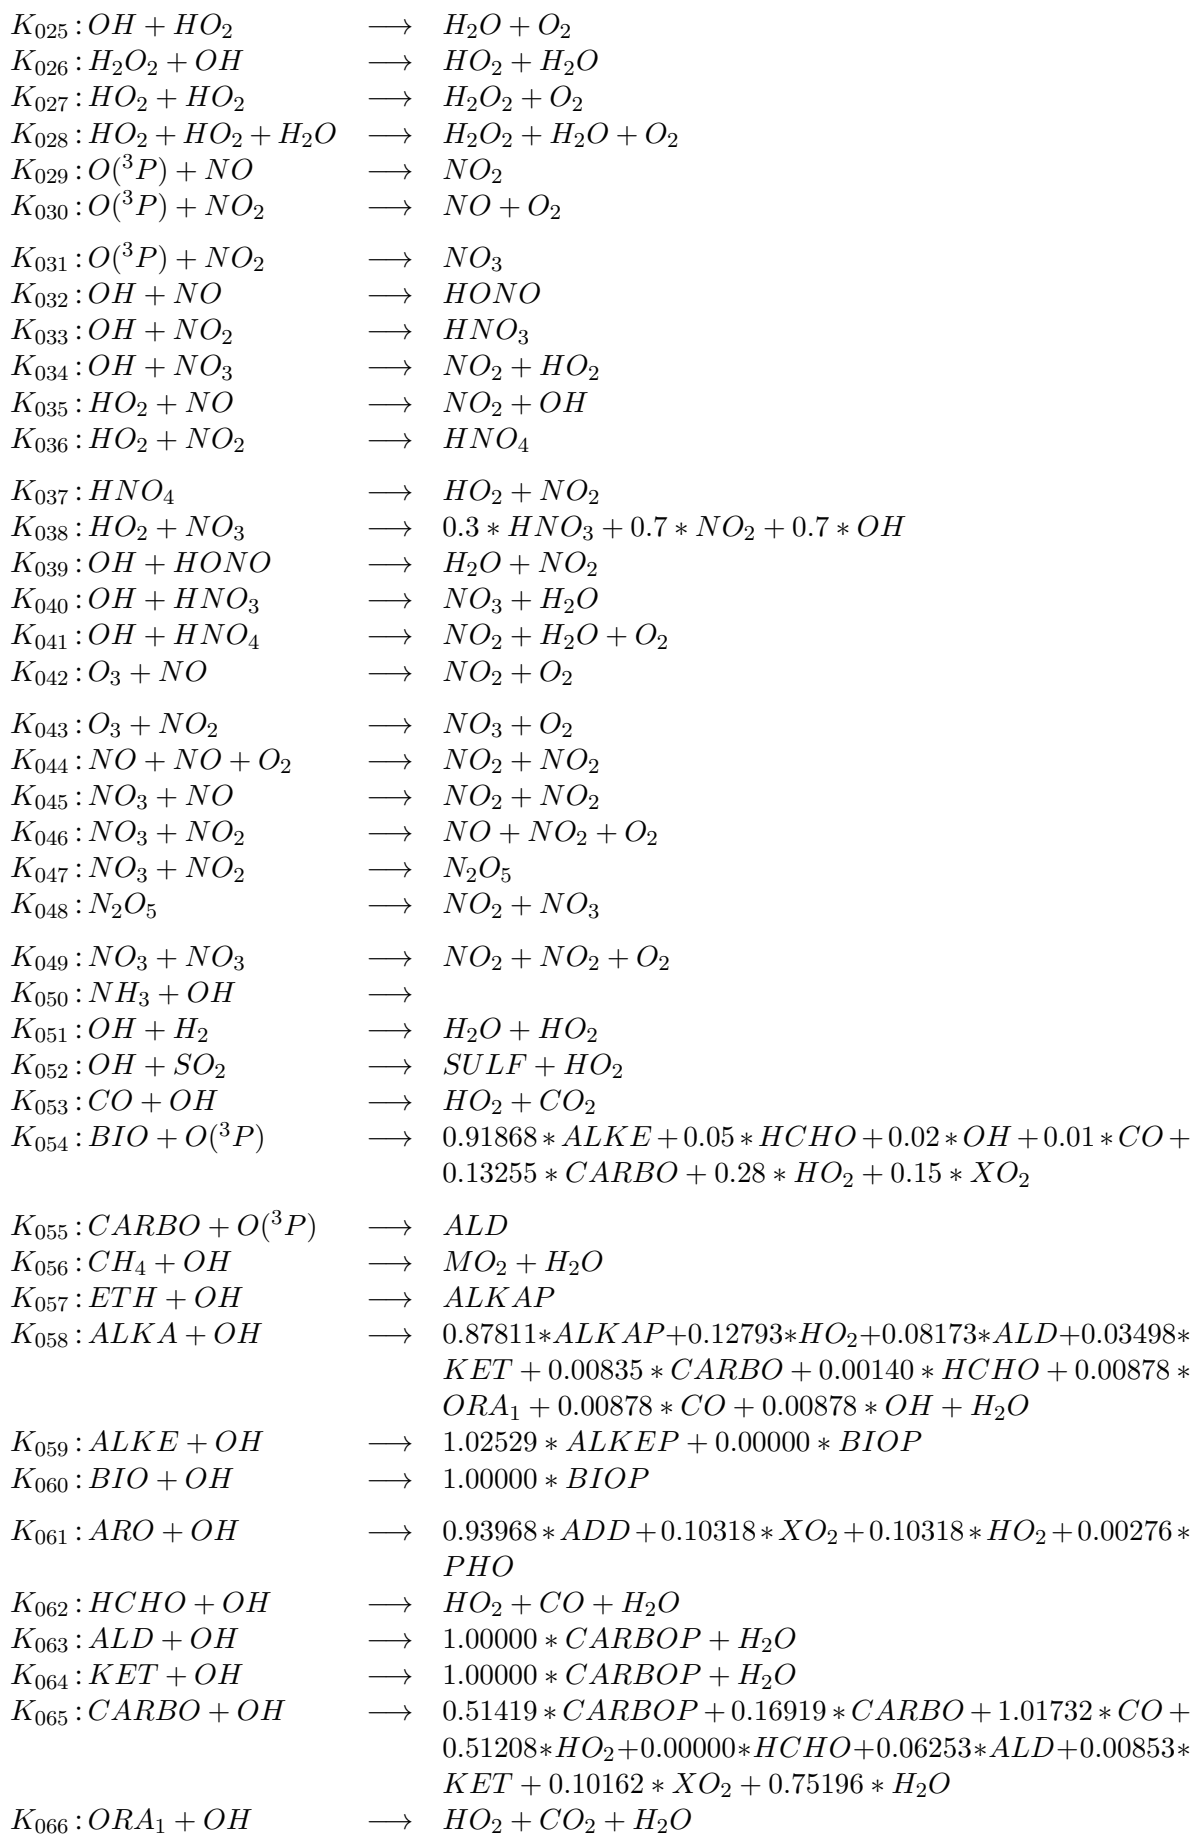 K₀₂₅ : OH + HO₂ ⟶ H₂O + O₂
K₀₂₆ : H₂O₂ + OH ⟶ HO₂ + H₂O
K₀₂₇ : HO₂ + HO₂ ⟶ H₂O₂ + O₂
K₀₂₈ : HO₂ + HO₂ + H₂O ⟶ H₂O₂ + H₂O + O₂
K₀₂₉ : O(³P) + NO ⟶ NO₂
K₀₃₀ : O(³P) + NO₂ ⟶ NO + O₂
K₀₃₁ : O(³P) + NO₂ ⟶ NO₃
K₀₃₂ : OH + NO ⟶ HONO
K₀₃₃ : OH + NO₂ ⟶ HNO₃
K₀₃₄ : OH + NO₃ ⟶ NO₂ + HO₂
K₀₃₅ : HO₂ + NO ⟶ NO₂ + OH
K₀₃₆ : HO₂ + NO₂ ⟶ HNO₄
K₀₃₇ : HNO₄ ⟶ HO₂ + NO₂
K₀₃₈ : HO₂ + NO₃ ⟶ 0.3 ∗ HNO₃ + 0.7 ∗ NO₂ + 0.7 ∗ OH
K₀₃₉ : OH + HONO ⟶ H₂O + NO₂
K₀₄₀ : OH + HNO₃ ⟶ NO₃ + H₂O
K₀₄₁ : OH + HNO₄ ⟶ NO₂ + H₂O + O₂
K₀₄₂ : O₃ + NO ⟶ NO₂ + O₂
K₀₄₃ : O₃ + NO₂ ⟶ NO₃ + O₂
K₀₄₄ : NO + NO + O₂ ⟶ NO₂ + NO₂
K₀₄₅ : NO₃ + NO ⟶ NO₂ + NO₂
K₀₄₆ : NO₃ + NO₂ ⟶ NO + NO₂ + O₂
K₀₄₇ : NO₃ + NO₂ ⟶ N₂O₅
K₀₄₈ : N₂O₅ ⟶ NO₂ + NO₃
K₀₄₉ : NO₃ + NO₃ ⟶ NO₂ + NO₂ + O₂
K₀₅₀ : NH₃ + OH ⟶
K₀₅₁ : OH + H₂ ⟶ H₂O + HO₂
K₀₅₂ : OH + SO₂ ⟶ SULF + HO₂
K₀₅₃ : CO + OH ⟶ HO₂ + CO₂
K₀₅₄ : BIO + O(³P) ⟶ 0.91868 ∗ ALKE + 0.05 ∗ HCHO + 0.02 ∗ OH + 0.01 ∗ CO +
0.13255 ∗ CARBO + 0.28 ∗ HO₂ + 0.15 ∗ XO₂
K₀₅₅ : CARBO + O(³P) ⟶ ALD
K₀₅₆ : CH₄ + OH ⟶ MO₂ + H₂O
K₀₅₇ : ETH + OH ⟶ ALKAP
K₀₅₈ : ALKA + OH ⟶ 0.87811 ∗ ALKAP + 0.12793 ∗ HO₂ + 0.08173 ∗ ALD + 0.03498 ∗
KET + 0.00835 ∗ CARBO + 0.00140 ∗ HCHO + 0.00878 ∗
ORA₁ + 0.00878 ∗ CO + 0.00878 ∗ OH + H₂O
K₀₅₉ : ALKE + OH ⟶ 1.02529 ∗ ALKEP + 0.00000 ∗ BIOP
K₀₆₀ : BIO + OH ⟶ 1.00000 ∗ BIOP
K₀₆₁ : ARO + OH ⟶ 0.93968 ∗ ADD + 0.10318 ∗ XO₂ + 0.10318 ∗ HO₂ + 0.00276 ∗
PHO
K₀₆₂ : HCHO + OH ⟶ HO₂ + CO + H₂O
K₀₆₃ : ALD + OH ⟶ 1.00000 ∗ CARBOP + H₂O
K₀₆₄ : KET + OH ⟶ 1.00000 ∗ CARBOP + H₂O
K₀₆₅ : CARBO + OH ⟶ 0.51419 ∗ CARBOP + 0.16919 ∗ CARBO + 1.01732 ∗ CO +
0.51208 ∗ HO₂ + 0.00000 ∗ HCHO + 0.06253 ∗ ALD + 0.00853 ∗
KET + 0.10162 ∗ XO₂ + 0.75196 ∗ H₂O
K₀₆₆ : ORA₁ + OH ⟶ HO₂ + CO₂ + H₂O